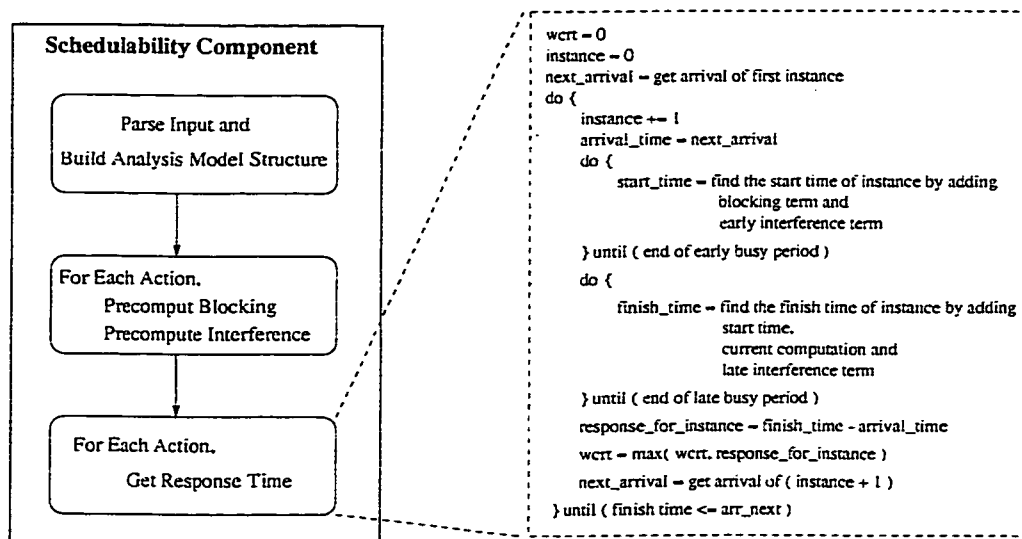 Schedulability Component
Parse Input and
Build Analysis Model Structure
For Each Action.
Precomput Blocking
Precompute Interference
For Each Action.
Get Response Time
wcrt = 0
instance = 0
next_arrival = get arrival of first instance
do {
instance += 1
arrival_time = next_arrival
do {
start_time = find the start time of instance by adding
blocking term and
early interference term
} until ( end of early busy period )
do {
finish_time = find the finish time of instance by adding
start time.
current computation and
late interference term
} until ( end of late busy period )
response_for_instance = finish_time - arrival_time
wcrt = max( wcrt. response_for_instance )
next_arrival = get arrival of ( instance + 1 )
} until ( finish time <= arr_next )